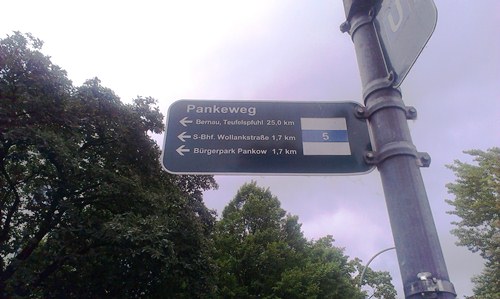 Pankeweg
← Bernau, Teufelspfuhl 25,0 km
← S-Bhf. Wollankstraße 1,7 km
← Bürgerpark Pankow 1,7 km
5